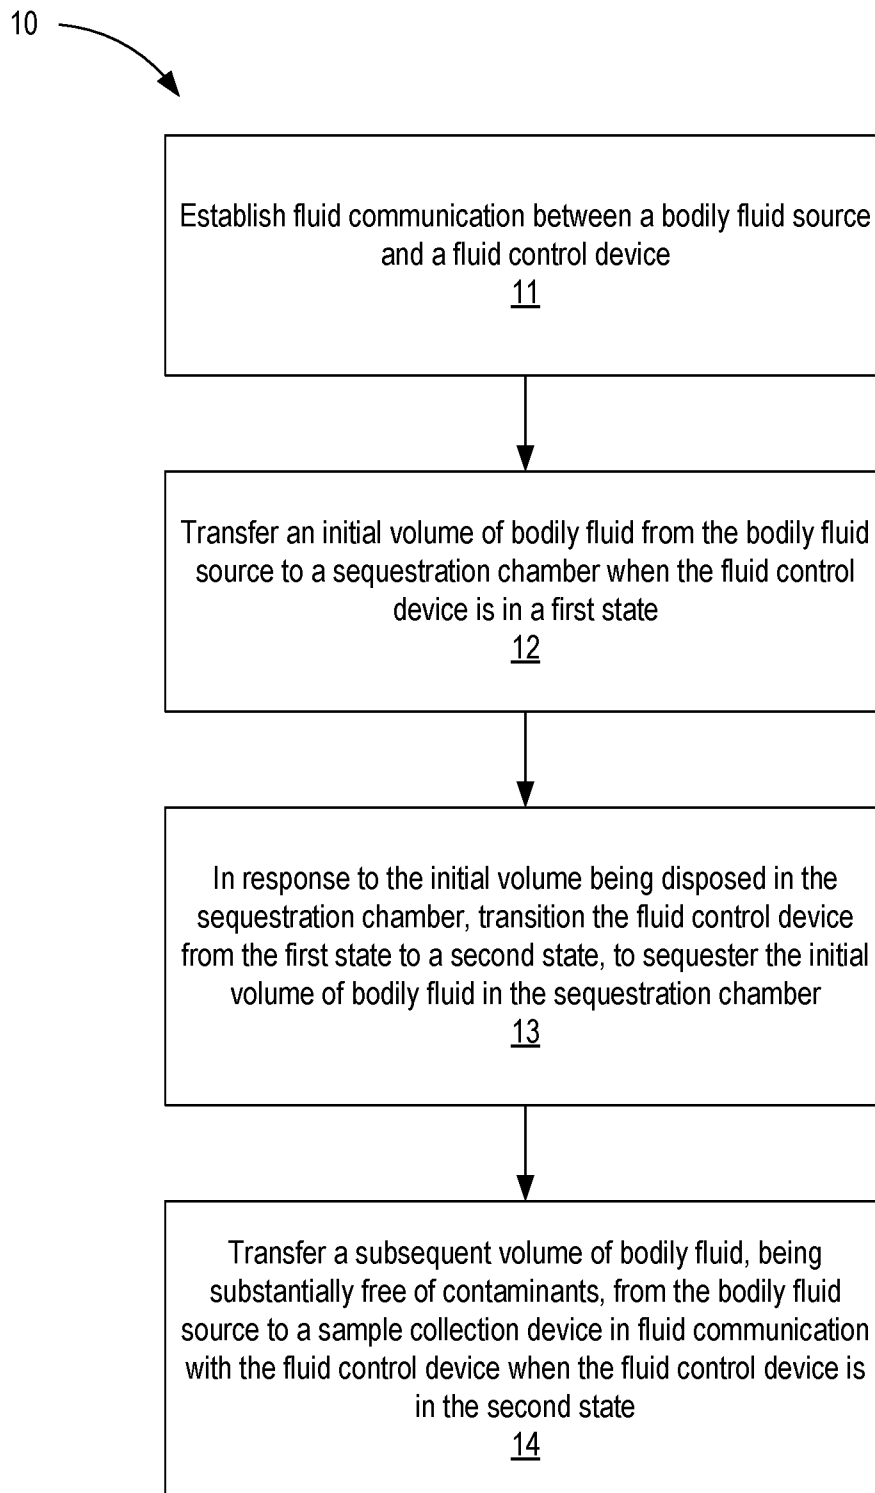 10
Establish fluid communication between a bodily fluid source
and a fluid control device
11
Transfer an initial volume of bodily fluid from the bodily fluid
source to a sequestration chamber when the fluid control
device is in a first state
12
In response to the initial volume being disposed in the
sequestration chamber, transition the fluid control device
from the first state to a second state, to sequester the initial
volume of bodily fluid in the sequestration chamber
13
Transfer a subsequent volume of bodily fluid, being
substantially free of contaminants, from the bodily fluid
source to a sample collection device in fluid communication
with the fluid control device when the fluid control device is
in the second state
14